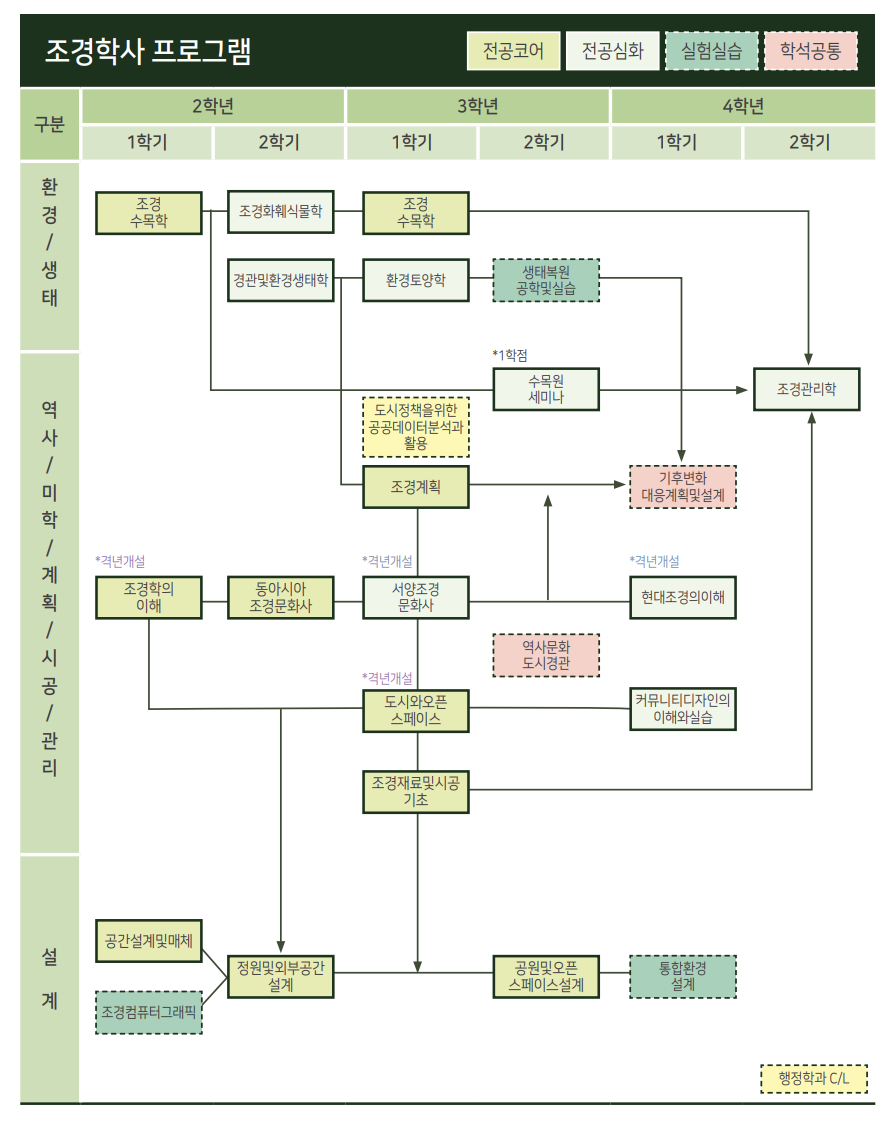 조경학사 프로그램
전공코어
전공심화
실험실습
학석공통
구분
2학년
3학년
4학년
1학기
2학기
1학기
2학기
1학기
2학기
환
경
/
생
태
조경
수목학
조경화훼식물학
조경
수목학
경관및환경생태학
환경토양학
생태복원
공학및실습
*1학점
수목원
세미나
조경관리학
역
사
/
미
학
/
계
획
/
시
공
/
관
리
도시정책을위한
공공데이터분석과
활용
조경계획
기후변화
대응계획및설계
*격년개설
*격년개설
*격년개설
조경학의
이해
동아시아
조경문화사
서양조경
문화사
현대조경의이해
역사문화
도시경관
*격년개설
도시와오픈
스페이스
커뮤니티디자인의
이해와실습
조경재료및시공
기초
설
계
공간설계및매체
조경컴퓨터그래픽
정원및외부공간
설계
공원및오픈
스페이스설계
통합환경
설계
행정학과 C/L